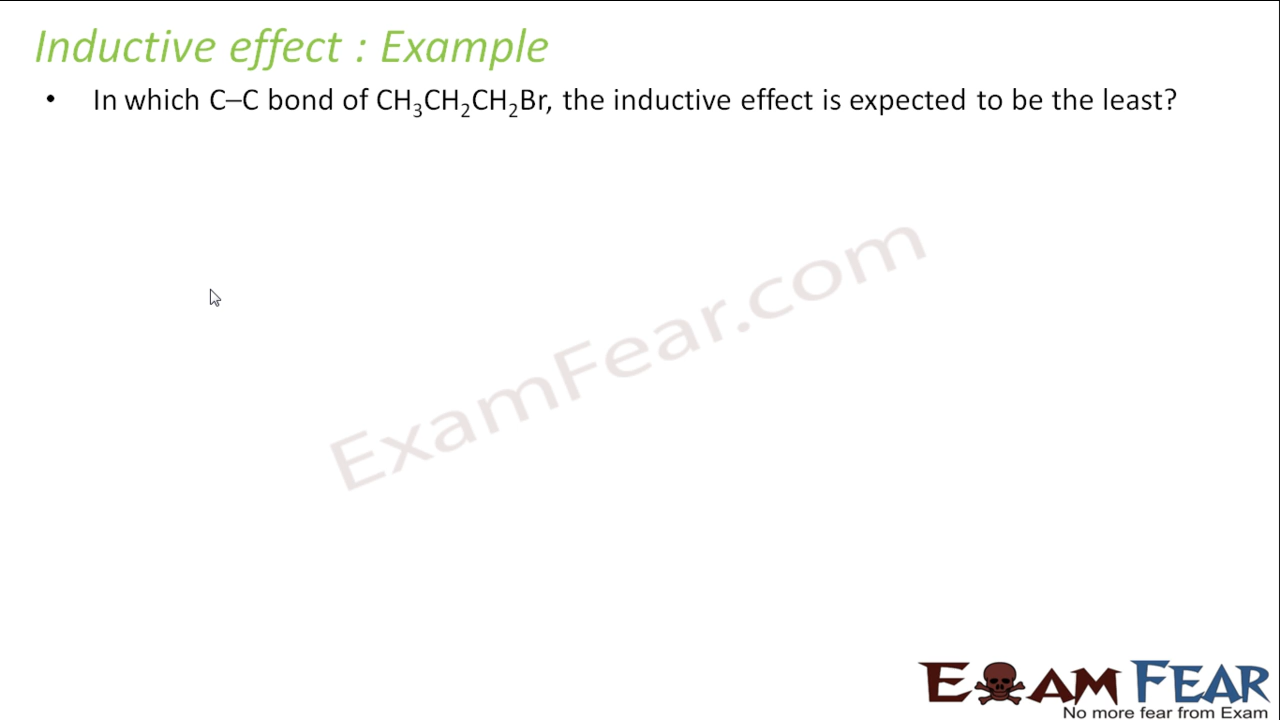 Inductive effect : Example
• In which C–C bond of CH₃CH₂CH₂Br, the inductive effect is expected to be the least?
ExamFear.com
EXAM FEAR
No more fear from Exam